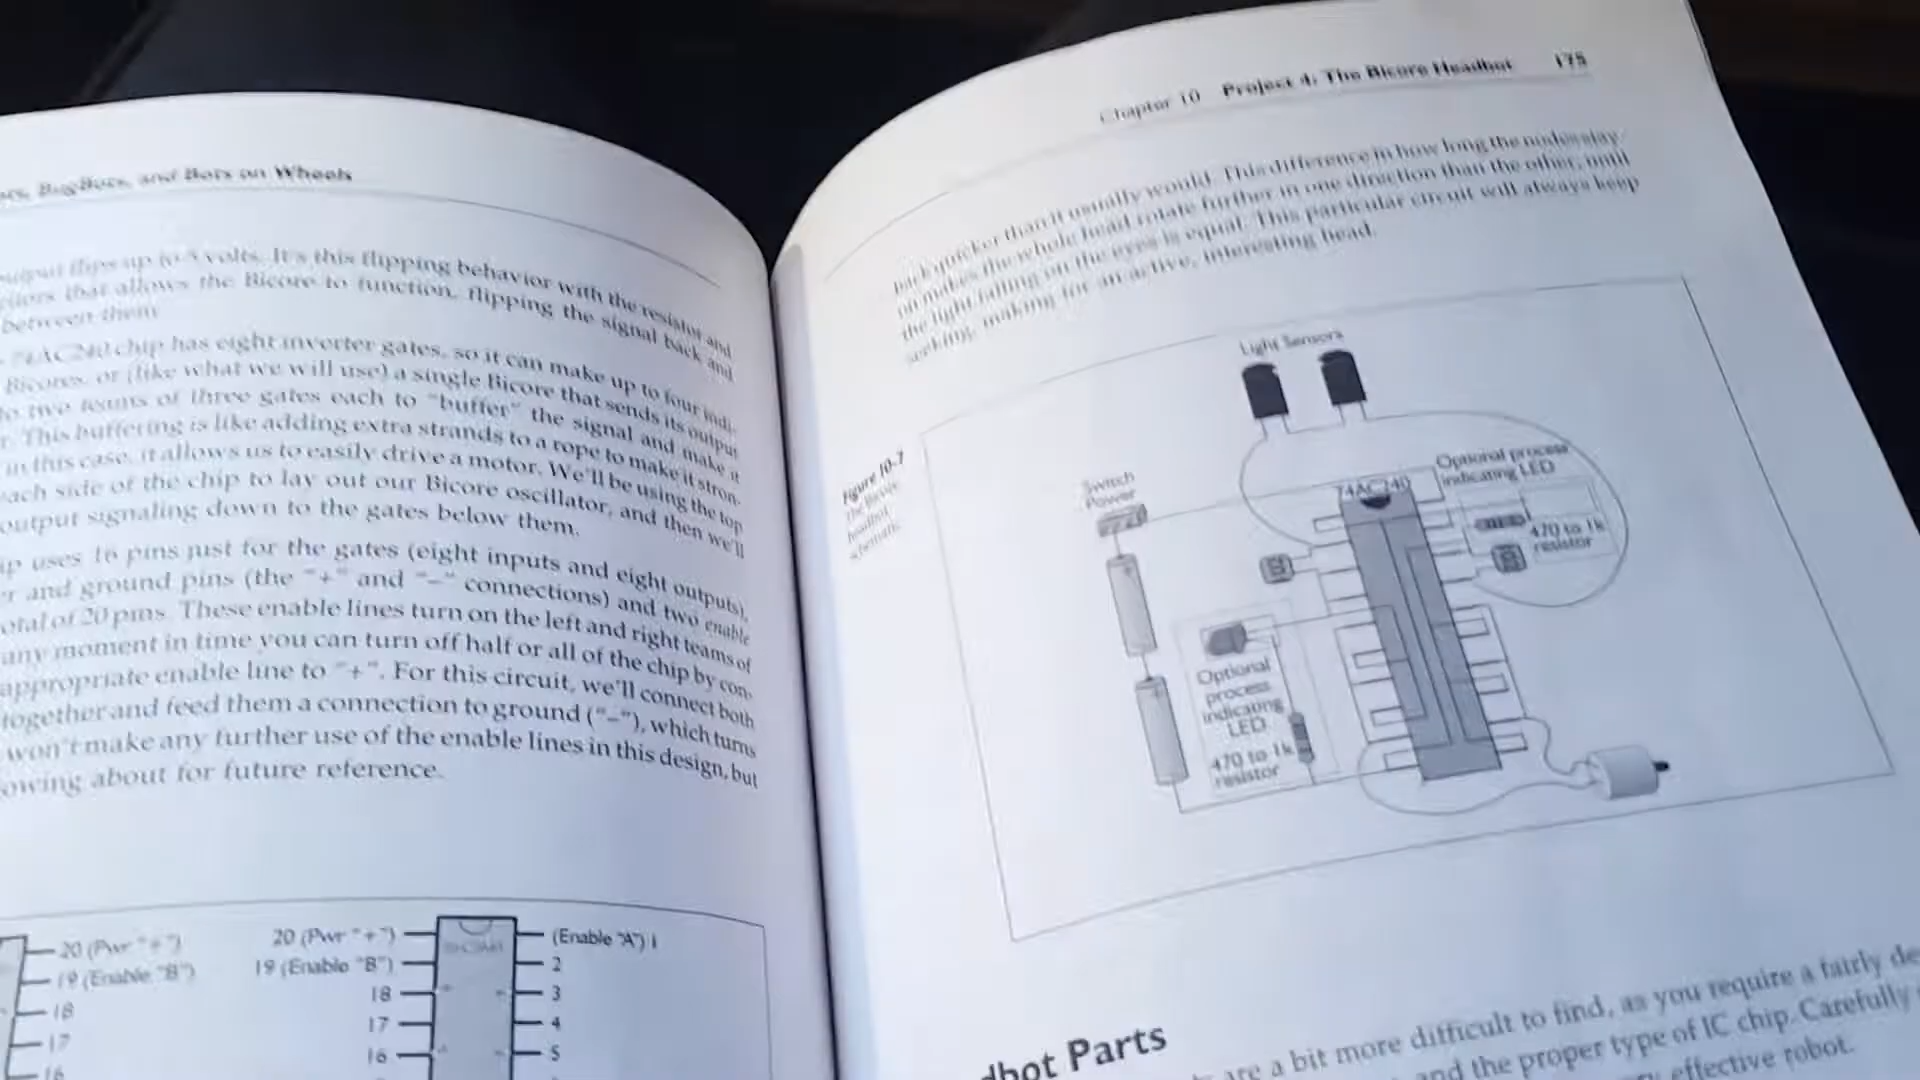 BugBots, and Bots on Wheels
output flips up to 5 volts. It's this flipping behavior with the resistor and
that allows the Bicore to function, flipping the signal back and
between them.
74AC240 chip has eight inverter gates, so it can make up to four indi-
Bicores, or (like what we will use) a single Bicore that sends its output
to two teams of three gates each to "buffer" the signal and make it
This buffering is like adding extra strands to a rope to make it stron-
in this case, it allows us to easily drive a motor. We'll be using the top
each side of the chip to lay out our Bicore oscillator, and then we'll
output signaling down to the gates below them.
uses 16 pins just for the gates (eight inputs and eight outputs),
and ground pins (the "+" and "–" connections) and two enable
total of 20 pins. These enable lines turn on the left and right teams of
any moment in time you can turn off half or all of the chip by con-
appropriate enable line to "+". For this circuit, we'll connect both
together and feed them a connection to ground ("–"), which turns
won't make any further use of the enable lines in this design, but
owing about for future reference.
20 (Pwr "+")
19 (Enable "B")
18
17
16
20 (Pwr "+")
19 (Enable "B")
18
17
16
(Enable "A") 1
2
3
4
5
Chapter 10 Project 4: The Bicore Headbot 175
back quicker than it usually would. This difference in how long the nodes stay
on makes the whole head rotate further in one direction than the other, until
the light falling on the eyes is equal. This particular circuit will always keep
seeking, making for an active, interesting head.
Figure 10-7
The Bicore
headbot
schematic
Light Sensors
Switch
Power
74AC240
Optional process
indicating LED
470 to 1k
resistor
Optional
process
indicating
LED
470 to 1k
resistor
dbot Parts
are a bit more difficult to find, as you require a fairly de
and the proper type of IC chip. Carefully
effective robot.